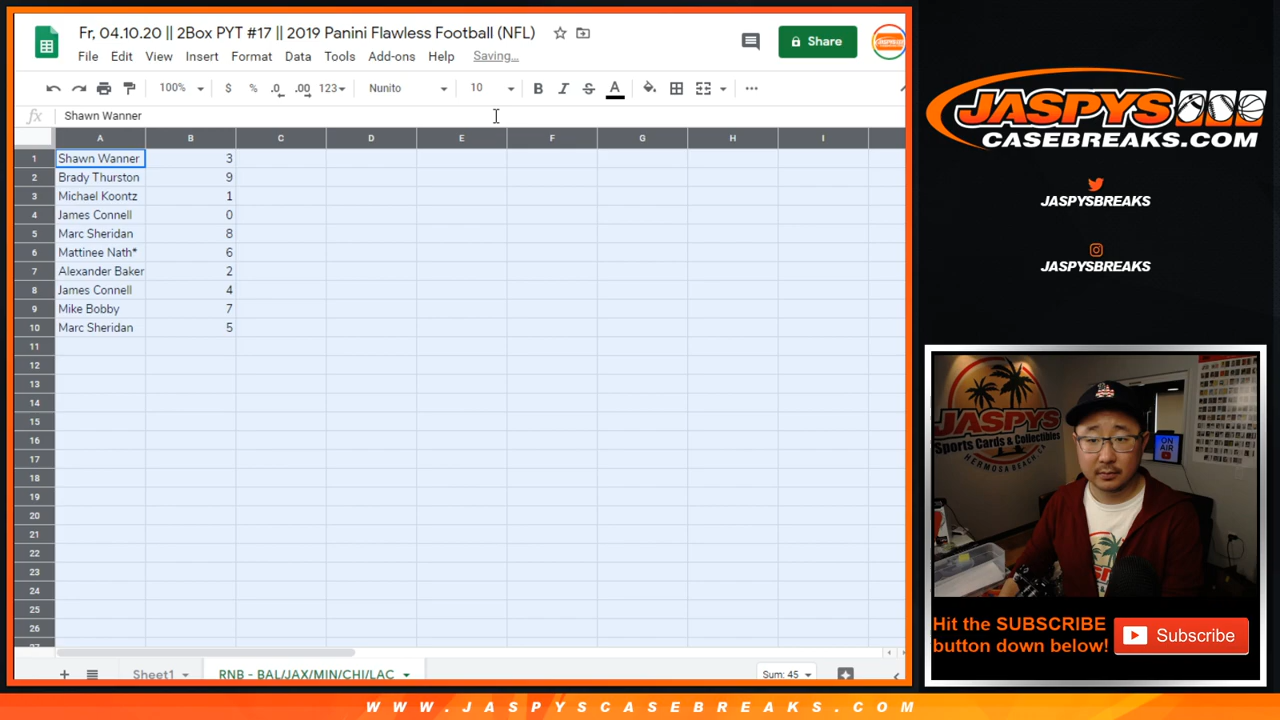 Fr, 04.10.20 || 2Box PYT #17 || 2019 Panini Flawless Football (NFL)
File Edit View Insert Format Data Tools Add-ons Help Saving...
Share
100% $ % .0 .00 123 Nunito 10 B I S A
fx Shawn Wanner
A B C D E F G H I
1 Shawn Wanner 3
2 Brady Thurston 9
3 Michael Koontz 1
4 James Connell 0
5 Marc Sheridan 8
6 Mattinee Nath* 6
7 Alexander Baker 2
8 James Connell 4
9 Mike Bobby 7
10 Marc Sheridan 5
11
12
13
14
15
16
17
18
19
20
21
22
23
24
25
26
Sheet1 RNB - BAL/JAX/MIN/CHI/LAC Sum: 45
JASPYS
CASEBREAKS.COM
JASPYSBREAKS
JASPYSBREAKS
JASPYS
Sports Cards & Collectibles
HERMOSA BEACH, CA
ON AIR
Hit the SUBSCRIBE
button down below!
Subscribe
WWW.JASPYSCASEBREAKS.COM